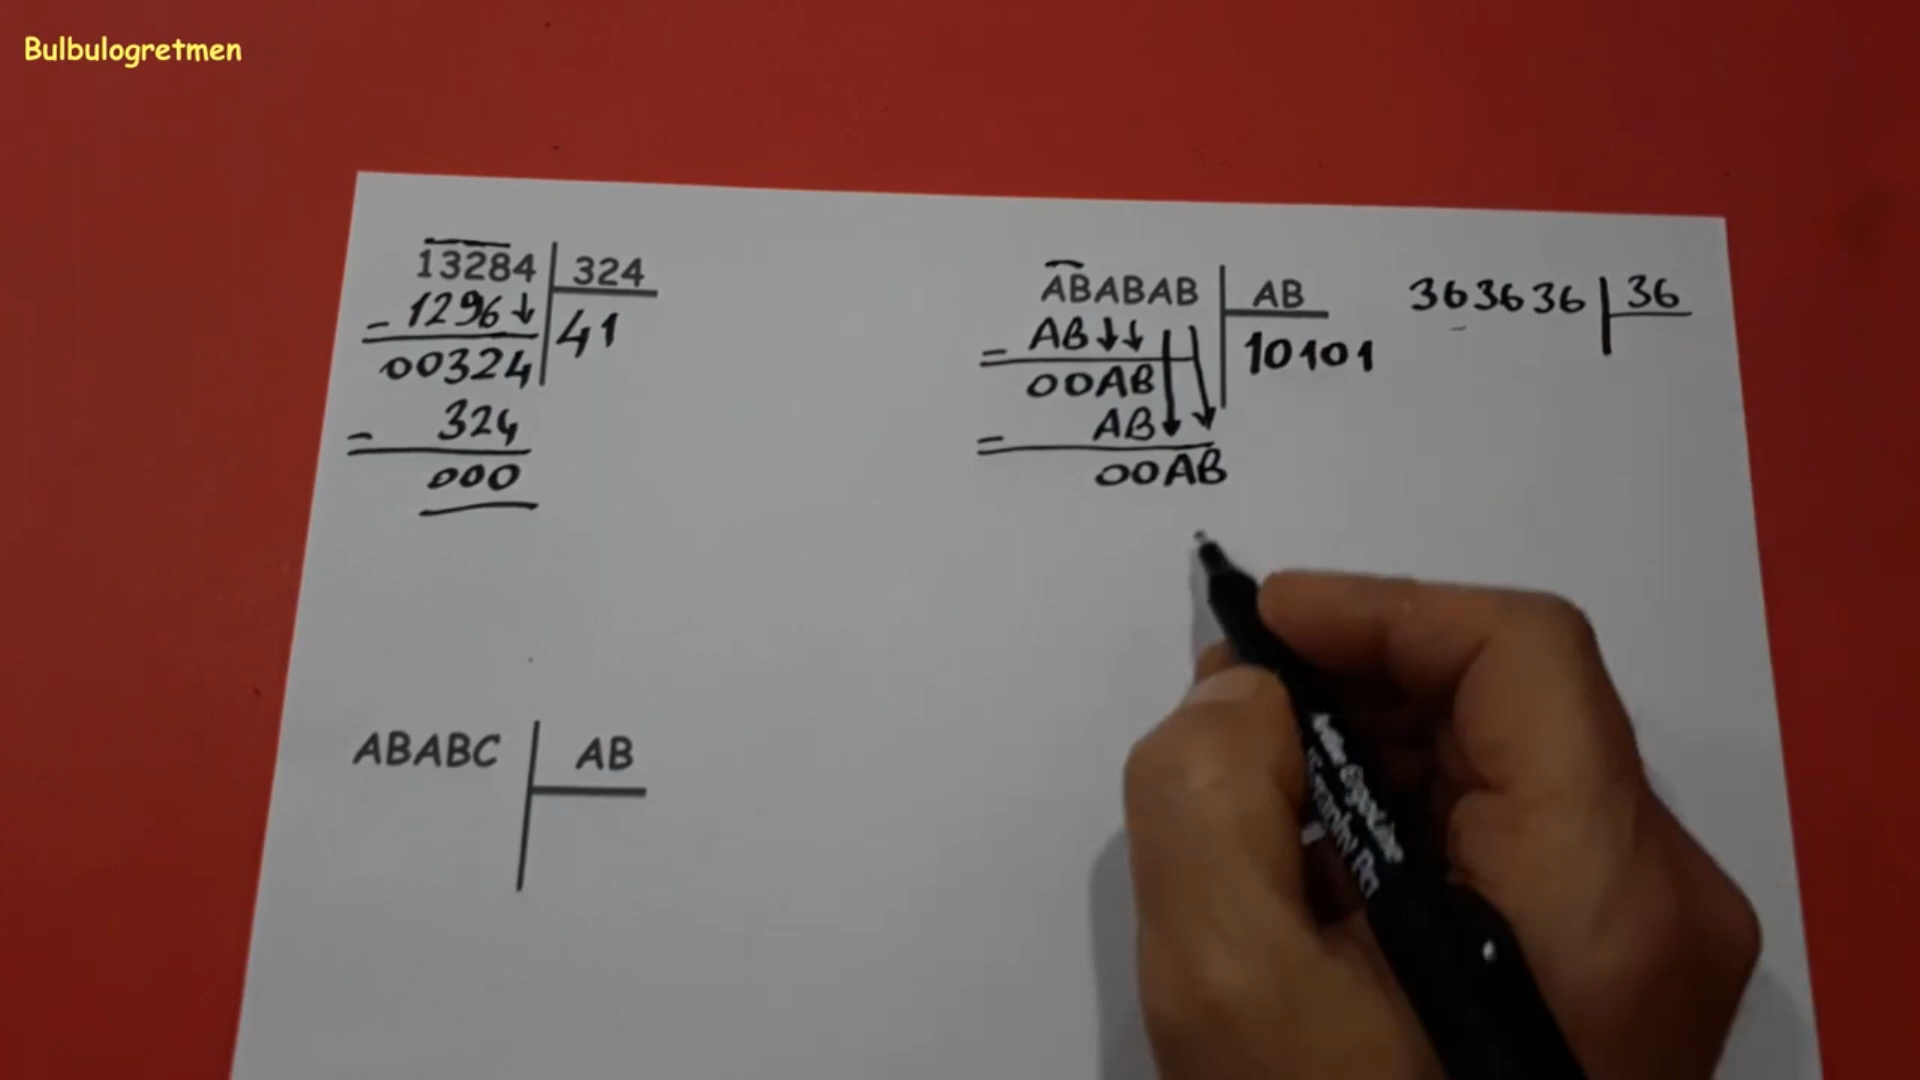 Bulbulogretmen
13284 324
- 1296↓ 41
00324
- 324
000
ABABAB AB
- AB↓↓ 10101
00AB
- AB
00AB
363636 36
ABABC AB